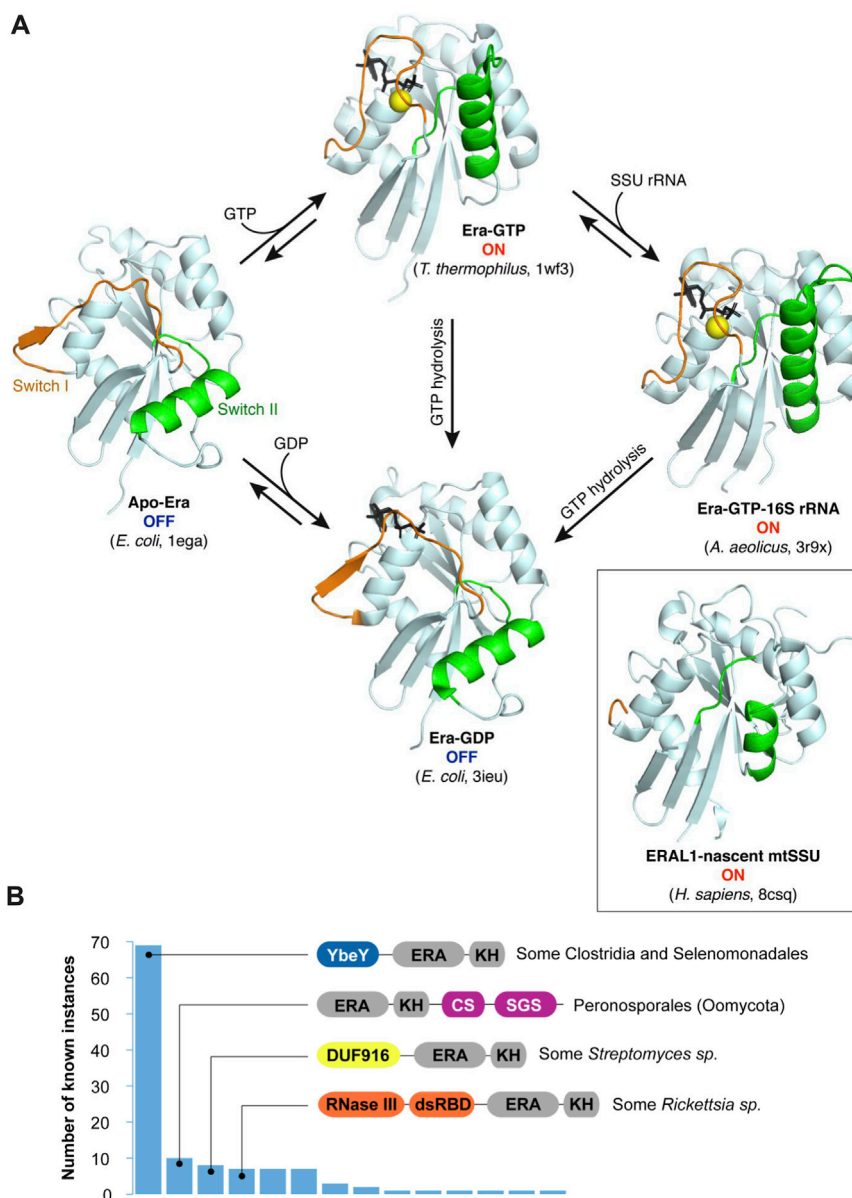 A
GTP
Era-GTP
ON
(T. thermophilus, 1wf3)
SSU rRNA
Switch I
Switch II
Apo-Era
OFF
(E. coli, 1ega)
GTP hydrolysis
GDP
GTP hydrolysis
Era-GTP-16S rRNA
ON
(A. aeolicus, 3r9x)
Era-GDP
OFF
(E. coli, 3ieu)
ERAL1-nascent mtSSU
ON
(H. sapiens, 8csq)
B
Number of known instances
70
60
50
40
30
20
10
0
YbeY ERA KH Some Clostridia and Selenomonadales
ERA KH CS SGS Peronosporales (Oomycota)
DUF916 ERA KH Some Streptomyces sp.
RNase III dsRBD ERA KH Some Rickettsia sp.